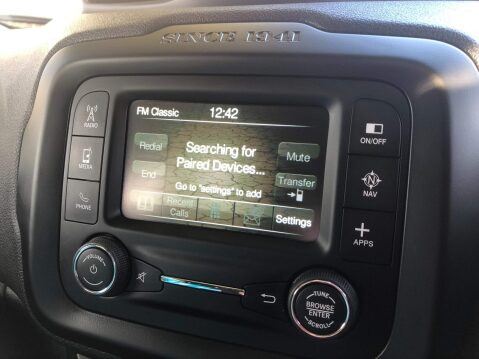 SINCE 1941
FM Classic 12:42
Redial
Searching for
Paired Devices...
Mute
End
Transfer
Go to "settings" to add
Recent
Calls
Settings
RADIO
MEDIA
PHONE
ON/OFF
N
NAV
+
APPS
VOLUME
TUNE
BROWSE
ENTER
SCROLL